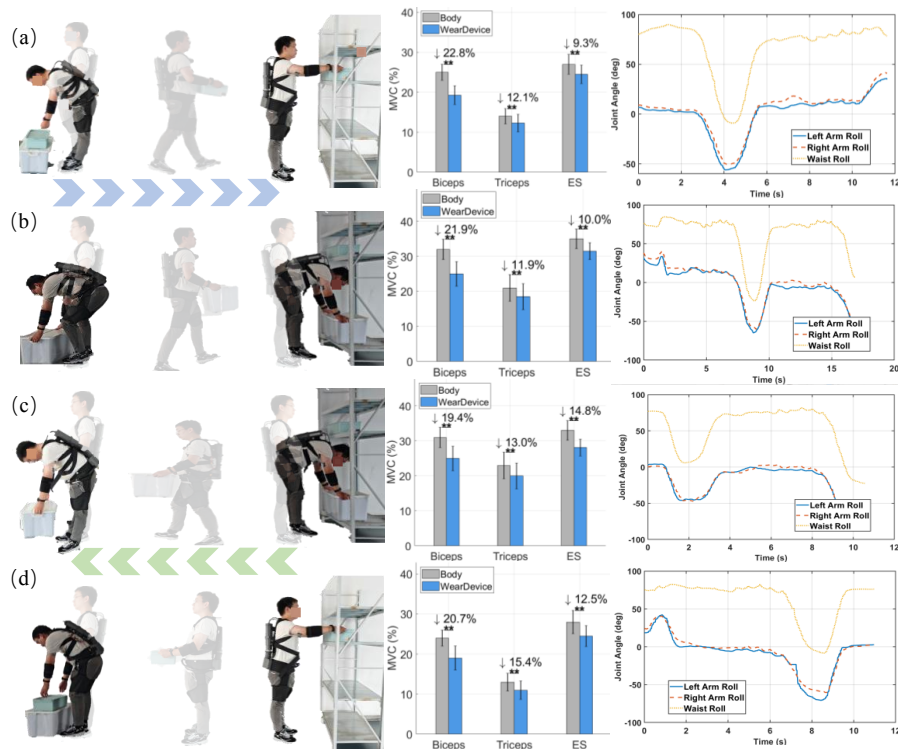 (a)
MVC (%)
40
30
20
10
0
Body
WearDevice
↓ 22.8%
**
↓ 12.1%
**
↓ 9.3%
**
Biceps
Triceps
ES
Joint Angle (deg)
100
50
0
-50
Left Arm Roll
Right Arm Roll
Waist Roll
0 2 4 6 8 10 12
Time (s)
(b)
MVC (%)
40
30
20
10
0
Body
WearDevice
↓ 21.9%
**
↓ 11.9%
**
↓ 10.0%
**
Biceps
Triceps
ES
Joint Angle (deg)
100
50
0
-50
-100
Left Arm Roll
Right Arm Roll
Waist Roll
0 5 10 15 20
Time (s)
(c)
MVC (%)
40
30
20
10
0
Body
WearDevice
↓ 19.4%
**
↓ 13.0%
**
↓ 14.8%
**
Biceps
Triceps
ES
Joint Angle (deg)
100
50
0
-50
-100
Left Arm Roll
Right Arm Roll
Waist Roll
0 2 4 6 8 10 12
Time (s)
(d)
MVC (%)
40
30
20
10
0
Body
WearDevice
↓ 20.7%
**
↓ 15.4%
**
↓ 12.5%
**
Biceps
Triceps
ES
Joint Angle (deg)
100
50
0
-50
-100
Left Arm Roll
Right Arm Roll
Waist Roll
0 2 4 6 8 10 12
Time (s)